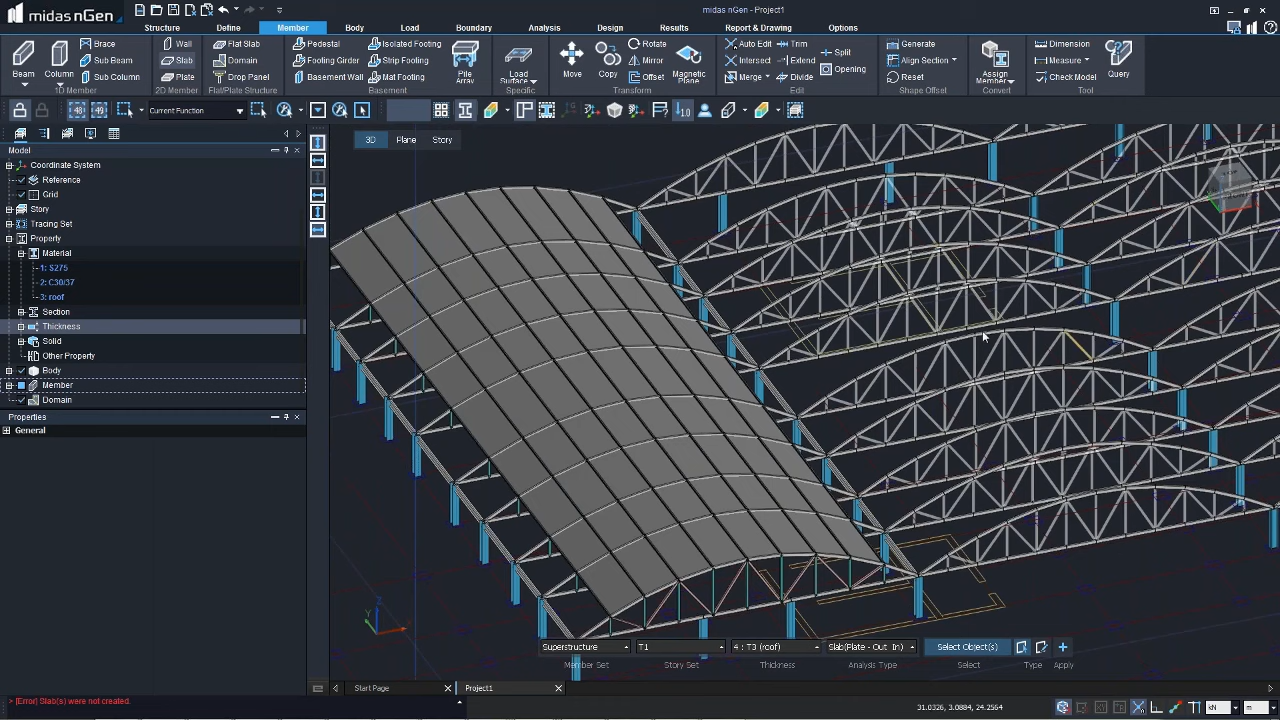 midas nGen
midas nGen - Project1
Structure
Define
Member
Body
Load
Boundary
Analysis
Design
Results
Report & Drawing
Options
Beam
Column
Brace
Sub Beam
Sub Column
1D Member
Wall
Slab
Plate
2D Member
Flat Slab
Domain
Drop Panel
Flat/Plate Structure
Pedestal
Footing Girder
Basement Wall
Isolated Footing
Strip Footing
Mat Footing
Basement
Pile
Array
Load
Surface
Specific
Move
Copy
Rotate
Mirror
Offset
Magnetic
Plane
Transform
Auto Edit
Intersect
Merge
Trim
Extend
Divide
Split
Opening
Edit
Generate
Align Section
Reset
Shape Offset
Assign
Member
Convert
Dimension
Measure
Check Model
Query
Tool
Current Function
Model
Coordinate System
Reference
Grid
Story
Tracing Set
Property
Material
1: S275
2: C30/37
3: roof
Section
Thickness
Solid
Other Property
Body
Member
Domain
Properties
General
3D
Plane
Story
Superstructure
T1
4 : T3 (roof)
Slab(Plate - Out In)
Select Object(s)
Member Set
Story Set
Thickness
Analysis Type
Select
Type
Apply
Start Page
Project1
> [Error] Slab(s) were not created.
31.0326, 3.0884, 24.2564
kN
m